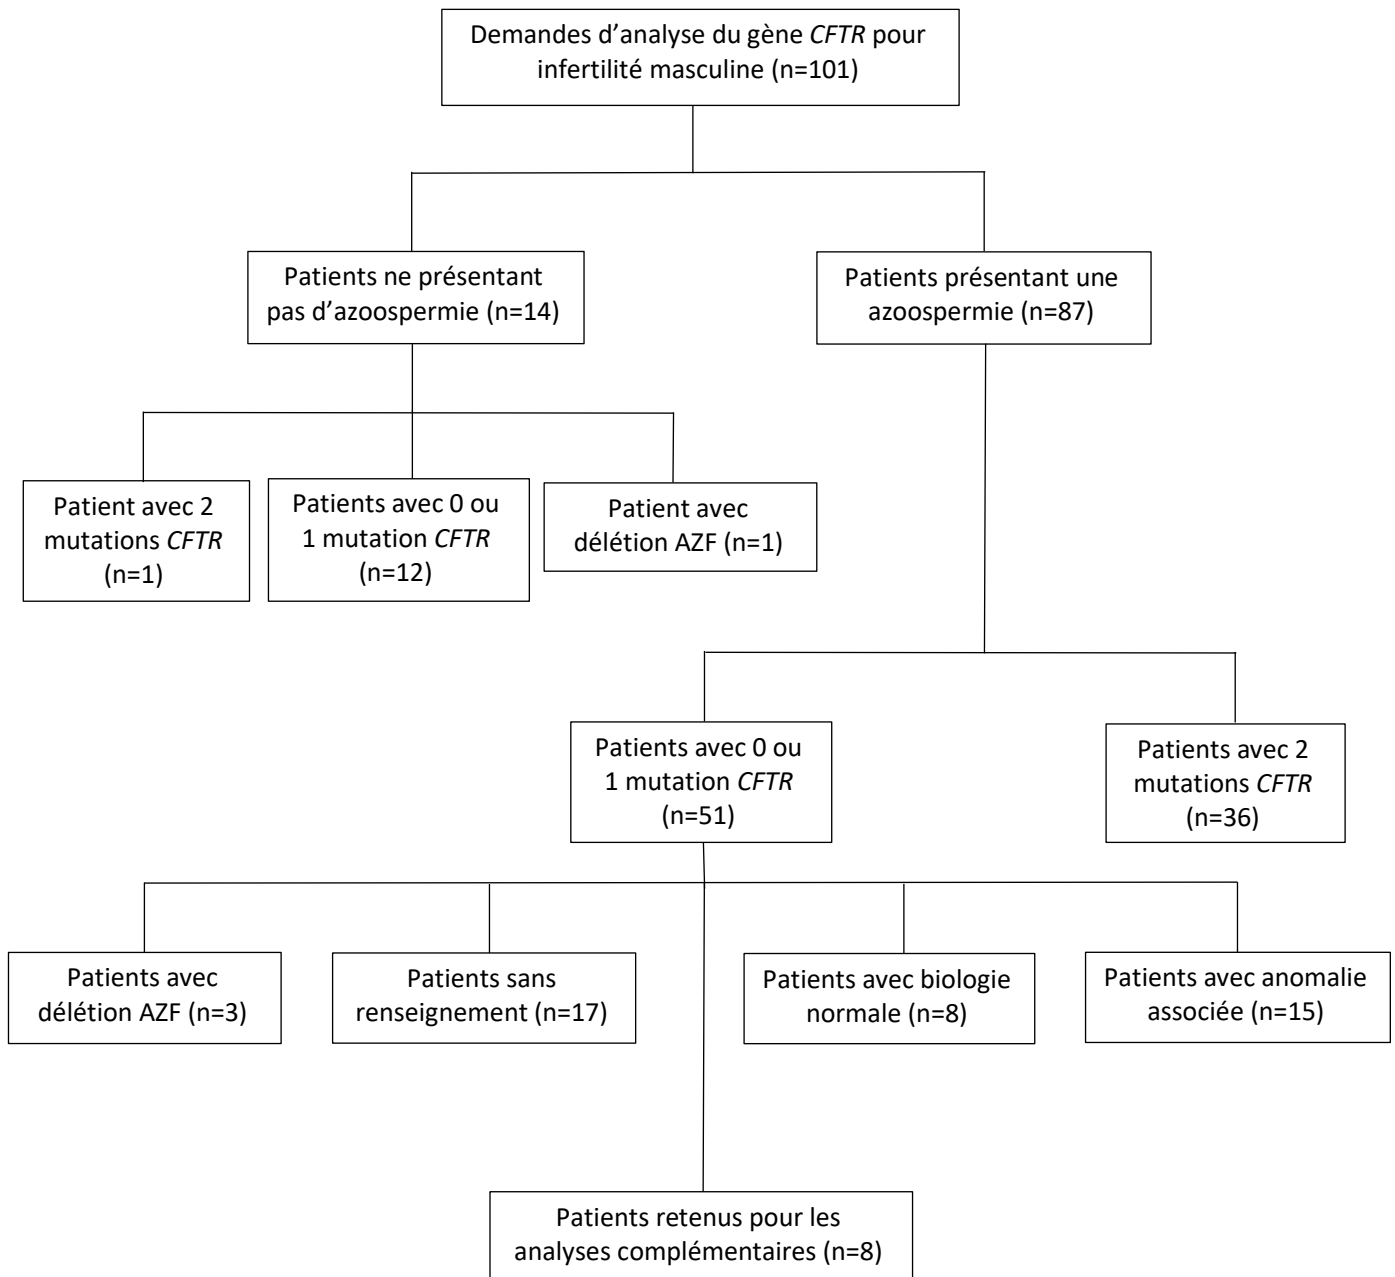 Demandes d’analyse du gène CFTR pour
infertilité masculine (n=101)
Patients ne présentant
pas d’azoospermie (n=14)
Patients présentant une
azoospermie (n=87)
Patient avec 2
mutations CFTR
(n=1)
Patients avec 0 ou
1 mutation CFTR
(n=12)
Patient avec
délétion AZF (n=1)
Patients avec 0 ou
1 mutation CFTR
(n=51)
Patients avec 2
mutations CFTR
(n=36)
Patients avec
délétion AZF (n=3)
Patients sans
renseignement (n=17)
Patients avec biologie
normale (n=8)
Patients avec anomalie
associée (n=15)
Patients retenus pour les
analyses complémentaires (n=8)